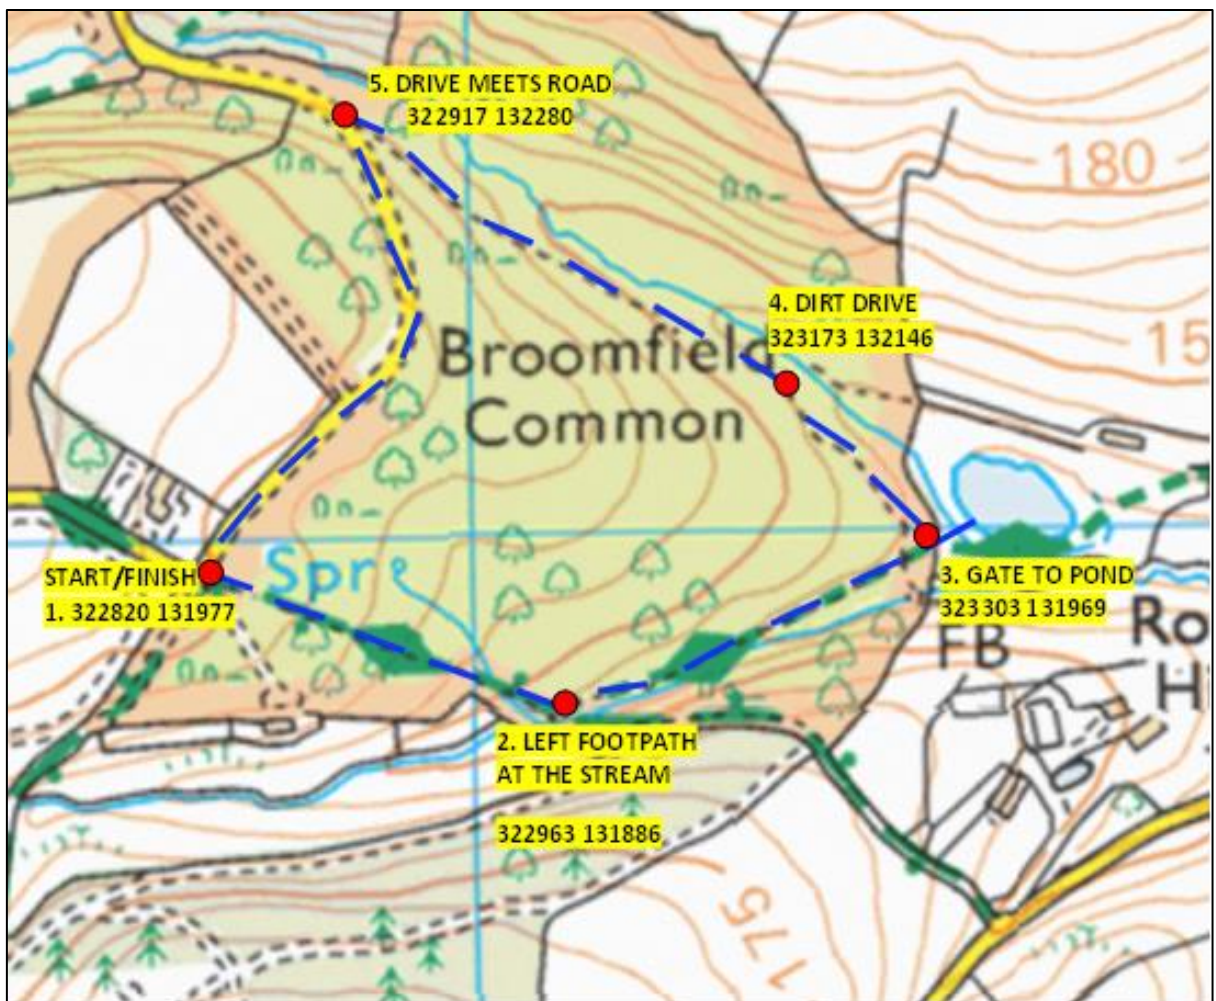 5. DRIVE MEETS ROAD
322917 132280
180
4. DIRT DRIVE
323173 132146
15
Broomfield
Common
Spr
START/FINISH
1. 322820 131977
3. GATE TO POND
323303 131969
Ro
H
FB
2. LEFT FOOTPATH
AT THE STREAM
322963 131886
175